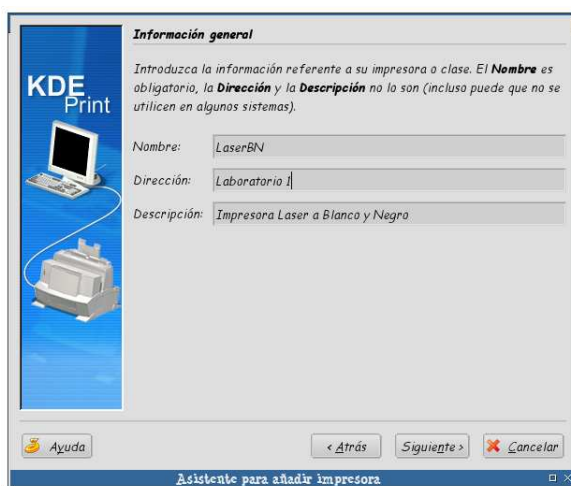 Información general
Introduzca la información referente a su impresora o clase. El Nombre es
obligatorio, la Dirección y la Descripción no lo son (incluso puede que no se
utilicen en algunos sistemas).
KDE
Print
Nombre: LaserBN
Dirección: Laboratorio 1
Descripción: Impresora Laser a Blanco y Negro
Ayuda
< Atrás
Siguiente >
Cancelar
Asistente para añadir impresora